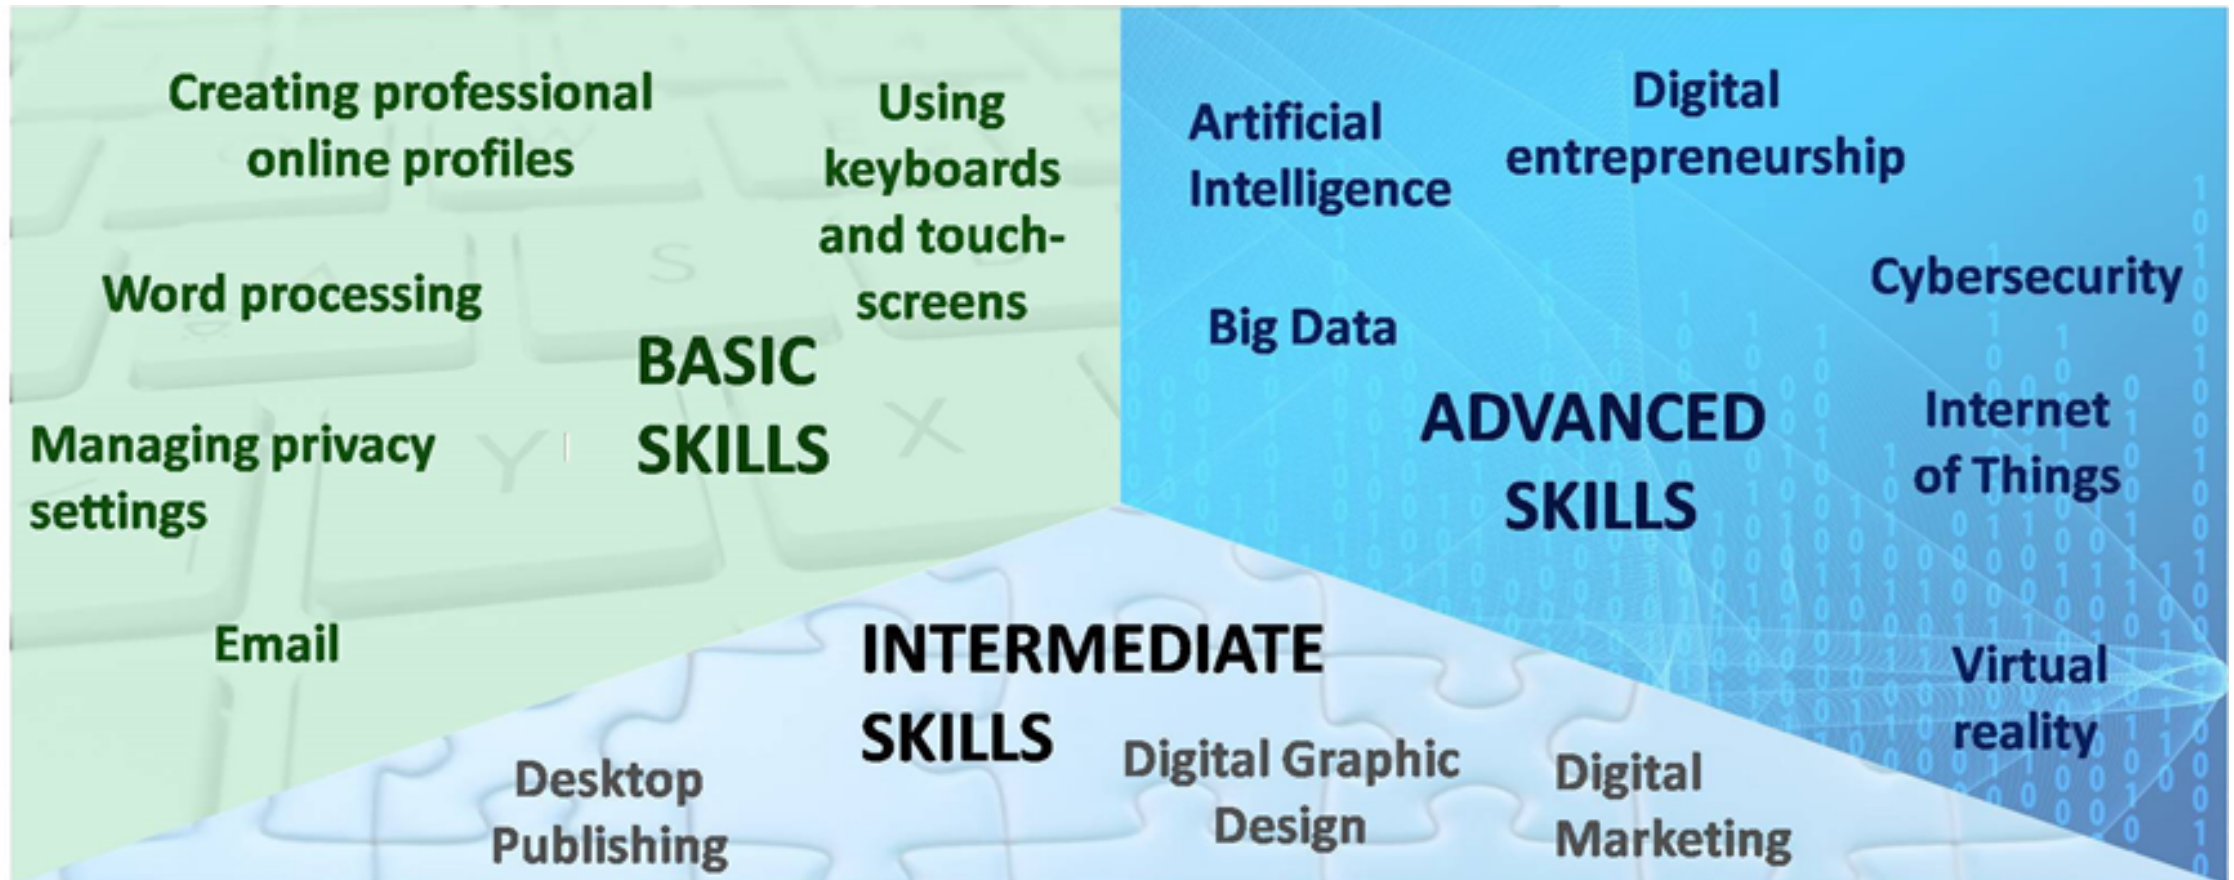 Creating professional
online profiles
Using
keyboards
and touch-
screens
Word processing
BASIC
SKILLS
Managing privacy
settings
Email
Artificial
Intelligence
Digital
entrepreneurship
Cybersecurity
Big Data
ADVANCED
SKILLS
Internet
of Things
Virtual
reality
INTERMEDIATE
SKILLS
Desktop
Publishing
Digital Graphic
Design
Digital
Marketing